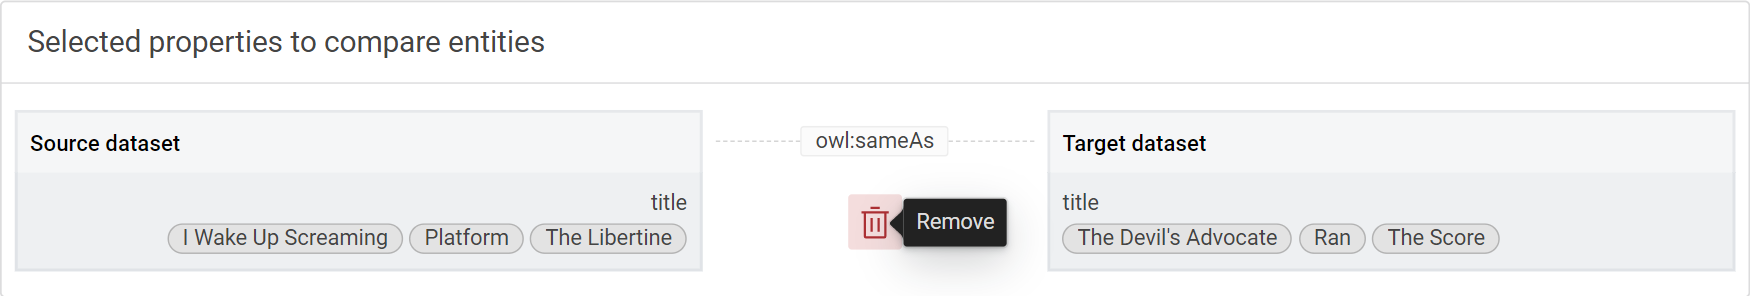 Selected properties to compare entities
Source dataset
owl:sameAs
Target dataset
title
title
I Wake Up Screaming Platform The Libertine
Remove
The Devil's Advocate Ran The Score